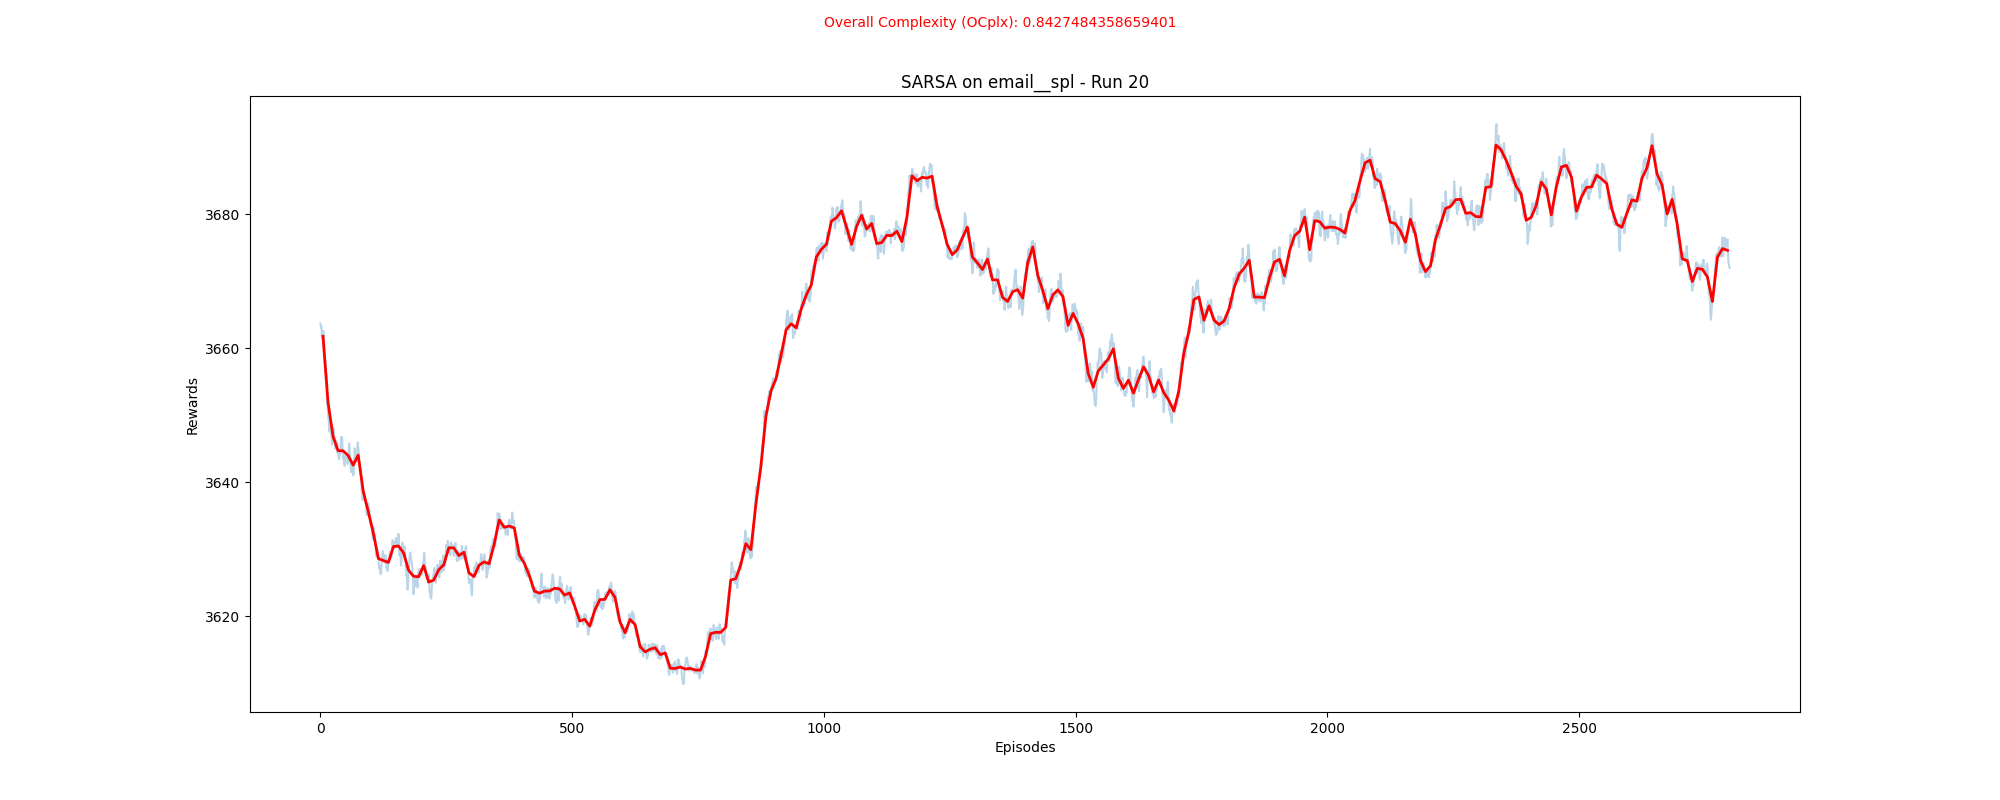 Overall Complexity (OCplx): 0.8427484358659401
SARSA on email__spl - Run 20
3680
3660
3640
3620
Rewards
0 500 1000 1500 2000 2500
Episodes